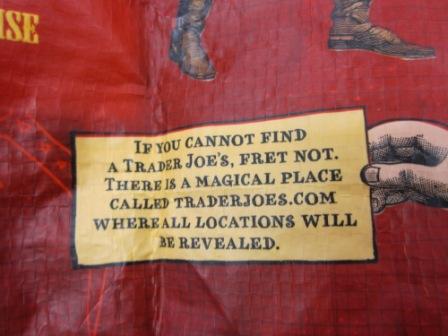 ISE
If you cannot find
a Trader Joe's, fret not.
There is a magical place
called traderjoes.com
where all locations will
be revealed.